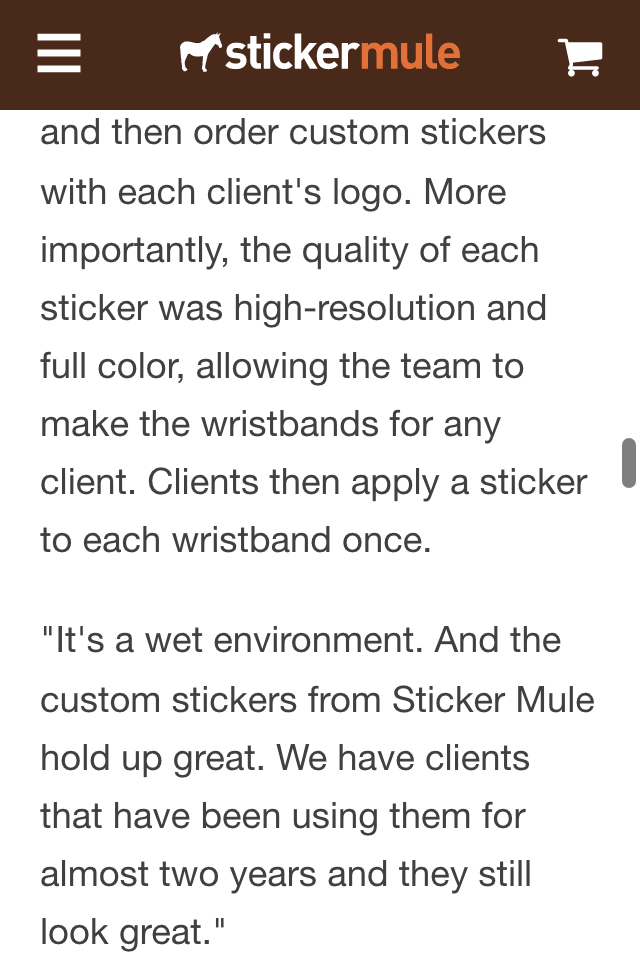 stickermule
and then order custom stickers
with each client's logo. More
importantly, the quality of each
sticker was high-resolution and
full color, allowing the team to
make the wristbands for any
client. Clients then apply a sticker
to each wristband once.
"It's a wet environment. And the
custom stickers from Sticker Mule
hold up great. We have clients
that have been using them for
almost two years and they still
look great."